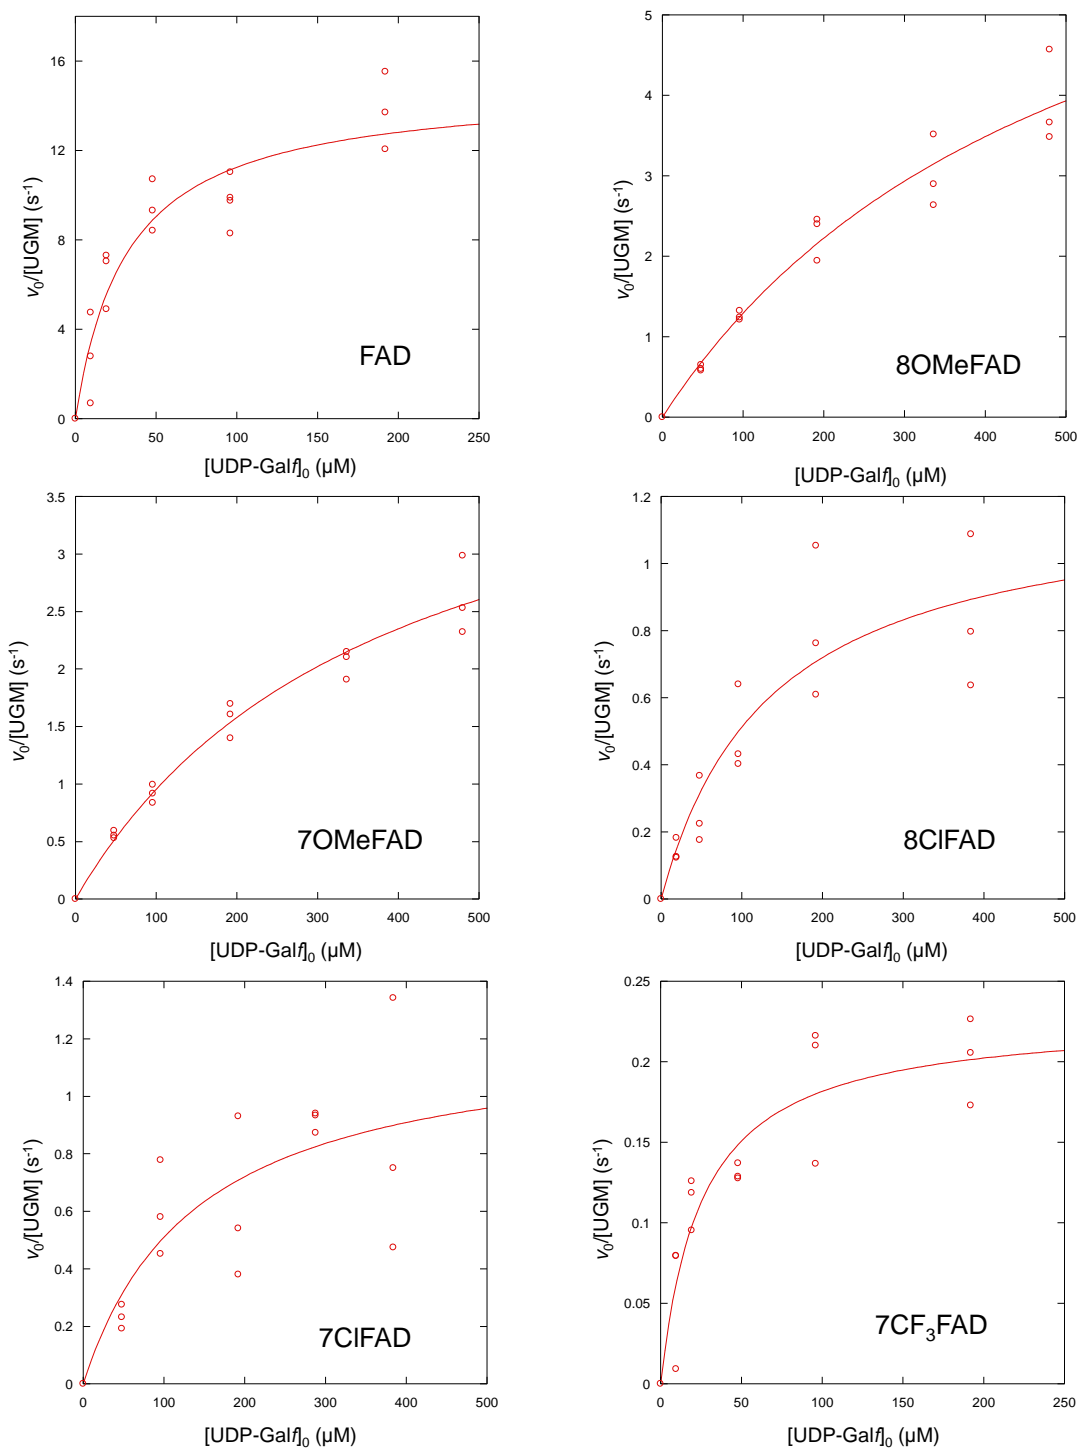 16
12
8
4
0
v₀/[UGM] (s⁻¹)
FAD
0 50 100 150 200 250
[UDP-Galf]₀ (µM)
5
4
3
2
1
0
v₀/[UGM] (s⁻¹)
8OMeFAD
0 100 200 300 400 500
[UDP-Galf]₀ (µM)
3.5
3
2.5
2
1.5
1
0.5
0
v₀/[UGM] (s⁻¹)
7OMeFAD
0 100 200 300 400 500
[UDP-Galf]₀ (µM)
1.2
1
0.8
0.6
0.4
0.2
0
v₀/[UGM] (s⁻¹)
8ClFAD
0 100 200 300 400 500
[UDP-Galf]₀ (µM)
1.4
1.2
1
0.8
0.6
0.4
0.2
0
v₀/[UGM] (s⁻¹)
7ClFAD
0 100 200 300 400 500
[UDP-Galf]₀ (µM)
0.25
0.2
0.15
0.1
0.05
0
v₀/[UGM] (s⁻¹)
7CF₃FAD
0 50 100 150 200 250
[UDP-Galf]₀ (µM)